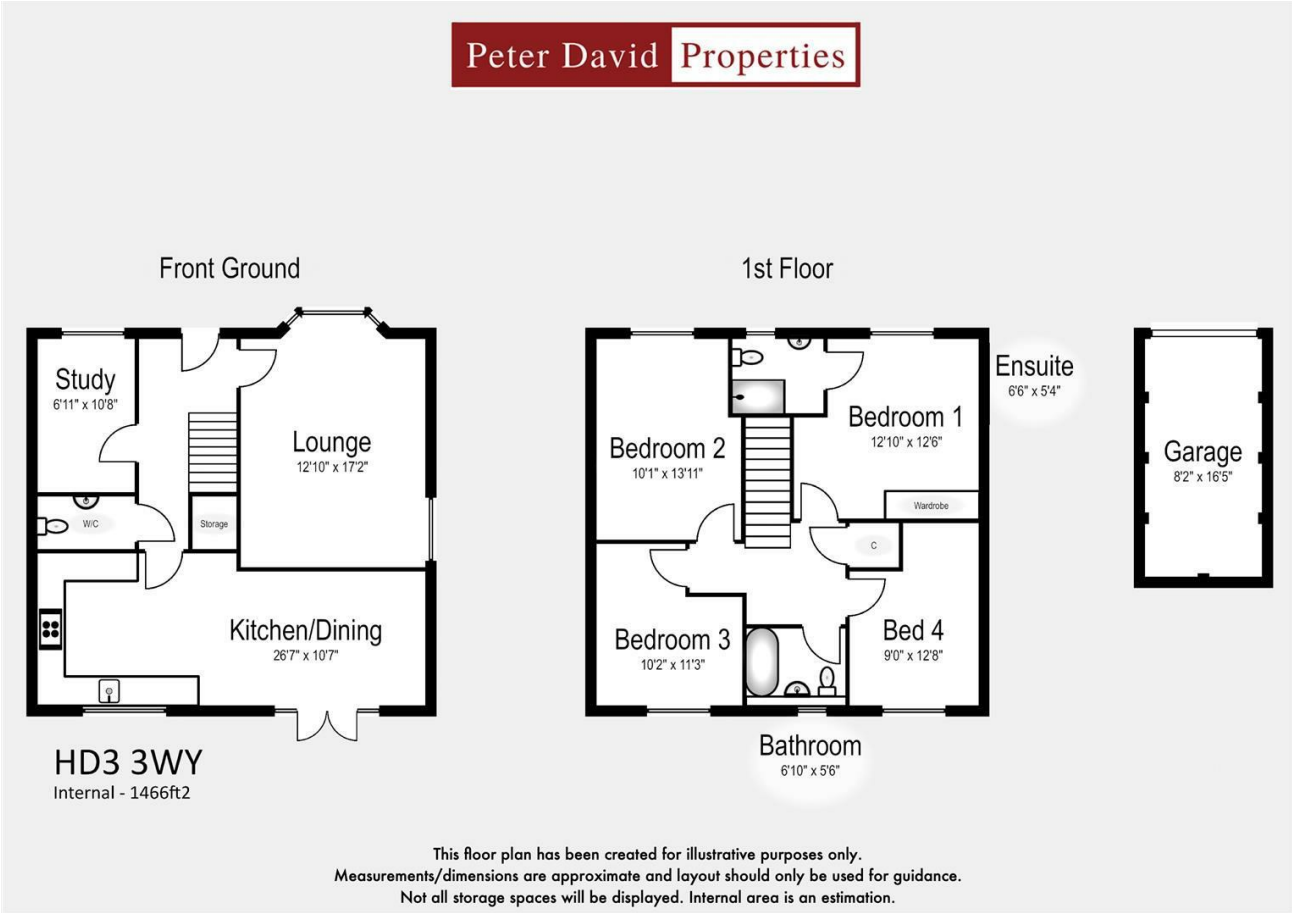 Peter David Properties
Front Ground
1st Floor
Study
6'11" x 10'8"
Lounge
12'10" x 17'2"
W/C
Storage
Kitchen/Dining
26'7" x 10'7"
Bedroom 2
10'1" x 13'11"
Bedroom 1
12'10" x 12'6"
Wardrobe
Ensuite
6'6" x 5'4"
C
Bedroom 3
10'2" x 11'3"
Bed 4
9'0" x 12'8"
Bathroom
6'10" x 5'6"
Garage
8'2" x 16'5"
HD3 3WY
Internal - 1466ft2
This floor plan has been created for illustrative purposes only.
Measurements/dimensions are approximate and layout should only be used for guidance.
Not all storage spaces will be displayed. Internal area is an estimation.